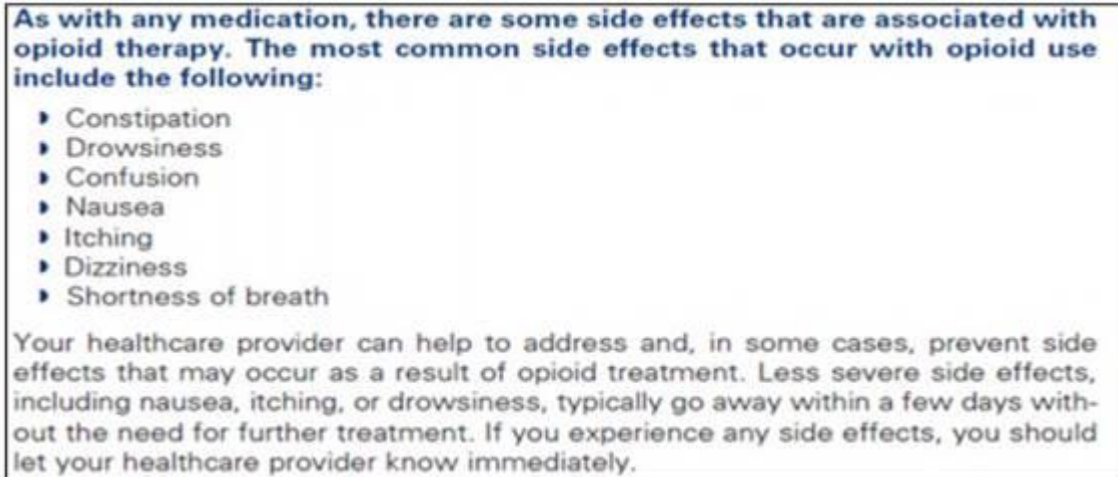 As with any medication, there are some side effects that are associated with
opioid therapy. The most common side effects that occur with opioid use
include the following:
Constipation
Drowsiness
Confusion
Nausea
Itching
Dizziness
Shortness of breath
Your healthcare provider can help to address and, in some cases, prevent side
effects that may occur as a result of opioid treatment. Less severe side effects,
including nausea, itching, or drowsiness, typically go away within a few days with-
out the need for further treatment. If you experience any side effects, you should
let your healthcare provider know immediately.